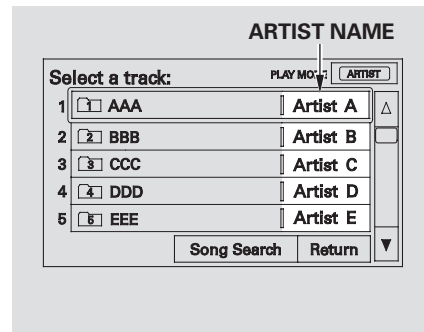 ARTIST NAME
Select a track: PLAY MODE: ARTIST
1 1 AAA Artist A
2 2 BBB Artist B
3 3 CCC Artist C
4 4 DDD Artist D
5 5 EEE Artist E
Song Search Return